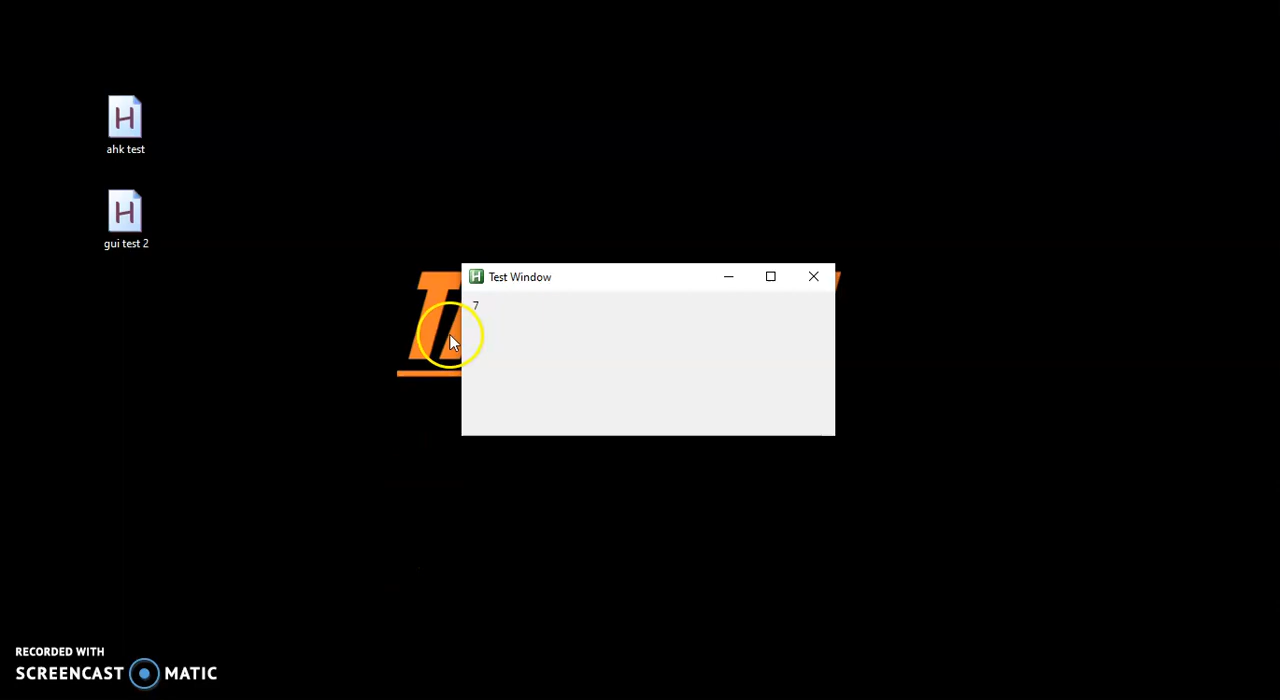 ahk test
gui test 2
Test Window
7
RECORDED WITH
SCREENCAST MATIC